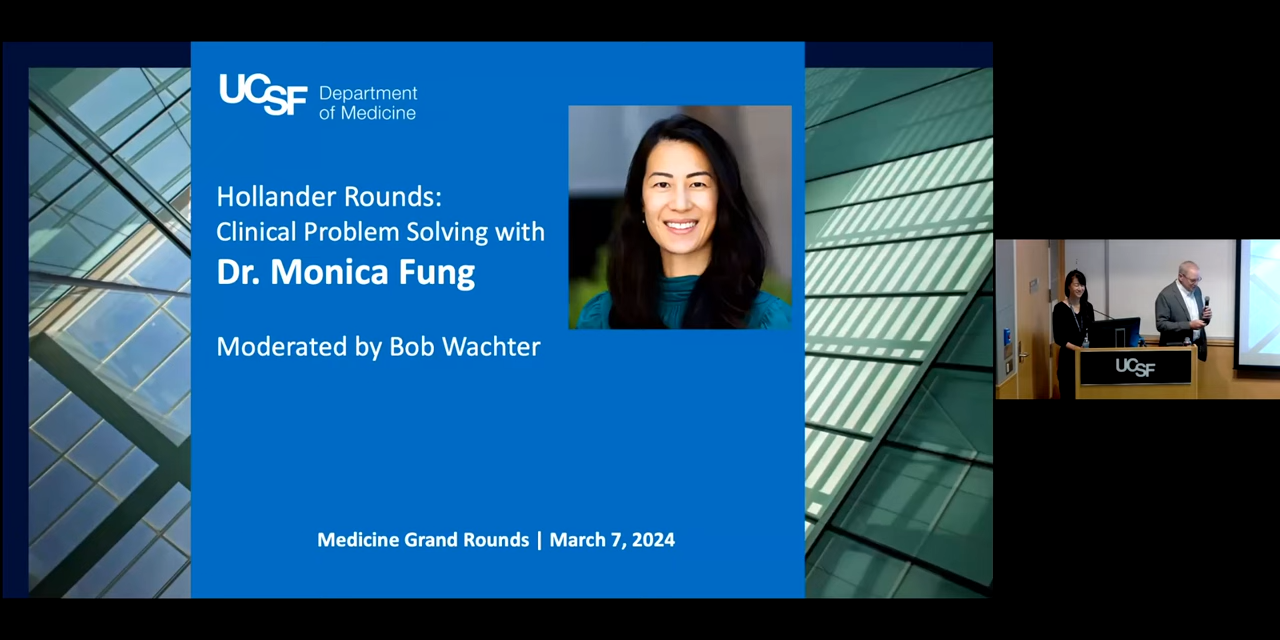 UCSF
Department
of Medicine
Hollander Rounds:
Clinical Problem Solving with
Dr. Monica Fung
Moderated by Bob Wachter
Medicine Grand Rounds | March 7, 2024
UCSF